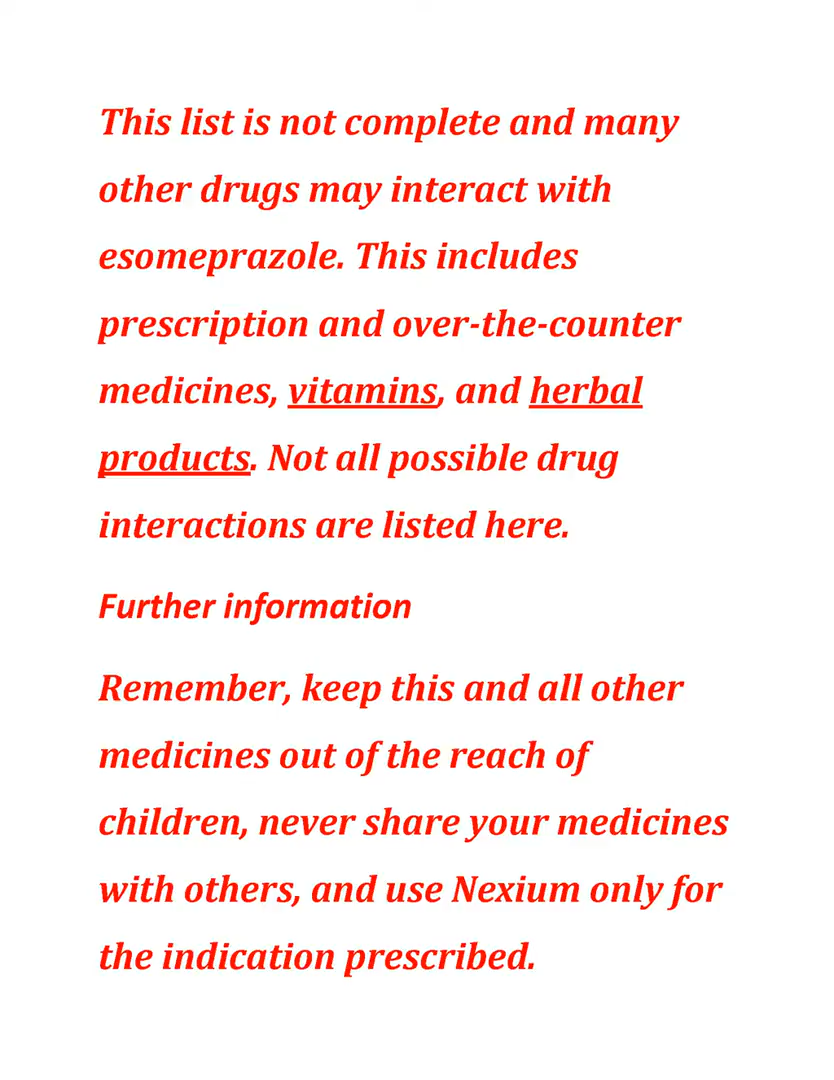 This list is not complete and many
other drugs may interact with
esomeprazole. This includes
prescription and over-the-counter
medicines, vitamins, and herbal
products. Not all possible drug
interactions are listed here.
Further information
Remember, keep this and all other
medicines out of the reach of
children, never share your medicines
with others, and use Nexium only for
the indication prescribed.